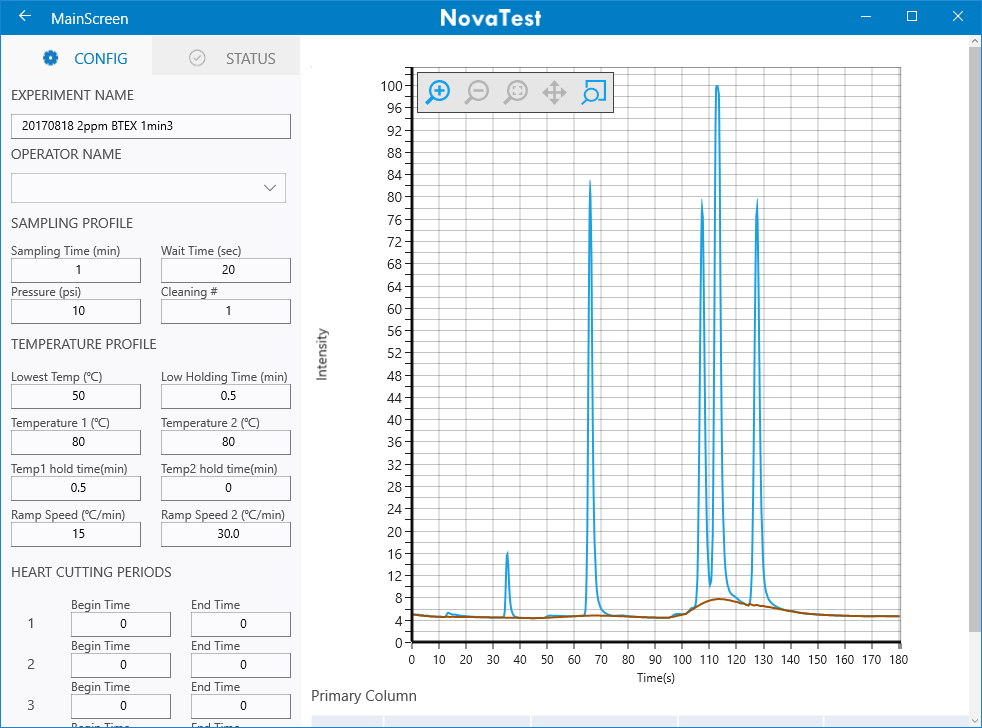 MainScreen
NovaTest
CONFIG
STATUS
EXPERIMENT NAME
20170818 2ppm BTEX 1min3
OPERATOR NAME
SAMPLING PROFILE
Sampling Time (min) Wait Time (sec)
1 20
Pressure (psi) Cleaning #
10 1
TEMPERATURE PROFILE
Lowest Temp (℃) Low Holding Time (min)
50 0.5
Temperature 1 (℃) Temperature 2 (℃)
80 80
Temp1 hold time(min) Temp2 hold time(min)
0.5 0
Ramp Speed (℃/min) Ramp Speed 2 (℃/min)
15 30.0
HEART CUTTING PERIODS
Begin Time End Time
1 0 0
Begin Time End Time
2 0 0
Begin Time End Time
3 0 0
Begin Time End Time
Intensity
100
96
92
88
84
80
76
72
68
64
60
56
52
48
44
40
36
32
28
24
20
16
12
8
4
0
0 10 20 30 40 50 60 70 80 90 100 110 120 130 140 150 160 170 180
Time(s)
Primary Column